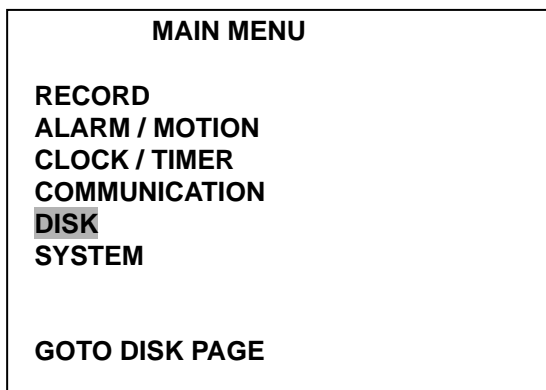 MAIN MENU
RECORD
ALARM / MOTION
CLOCK / TIMER
COMMUNICATION
DISK
SYSTEM
GOTO DISK PAGE